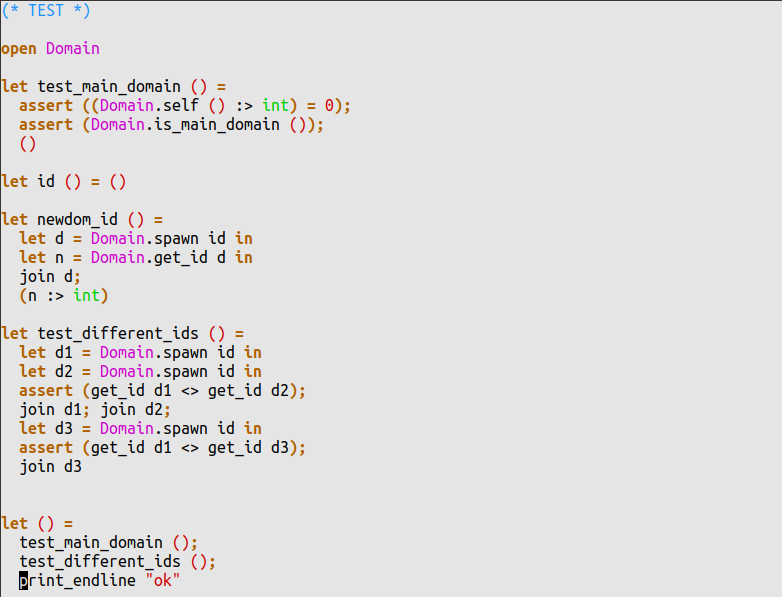 (* TEST *)

open Domain

let test_main_domain () =
  assert ((Domain.self () :> int) = 0);
  assert (Domain.is_main_domain ());
  ()

let id () = ()

let newdom_id () =
  let d = Domain.spawn id in
  let n = Domain.get_id d in
  join d;
  (n :> int)

let test_different_ids () =
  let d1 = Domain.spawn id in
  let d2 = Domain.spawn id in
  assert (get_id d1 <> get_id d2);
  join d1; join d2;
  let d3 = Domain.spawn id in
  assert (get_id d1 <> get_id d3);
  join d3


let () =
  test_main_domain ();
  test_different_ids ();
  print_endline "ok"